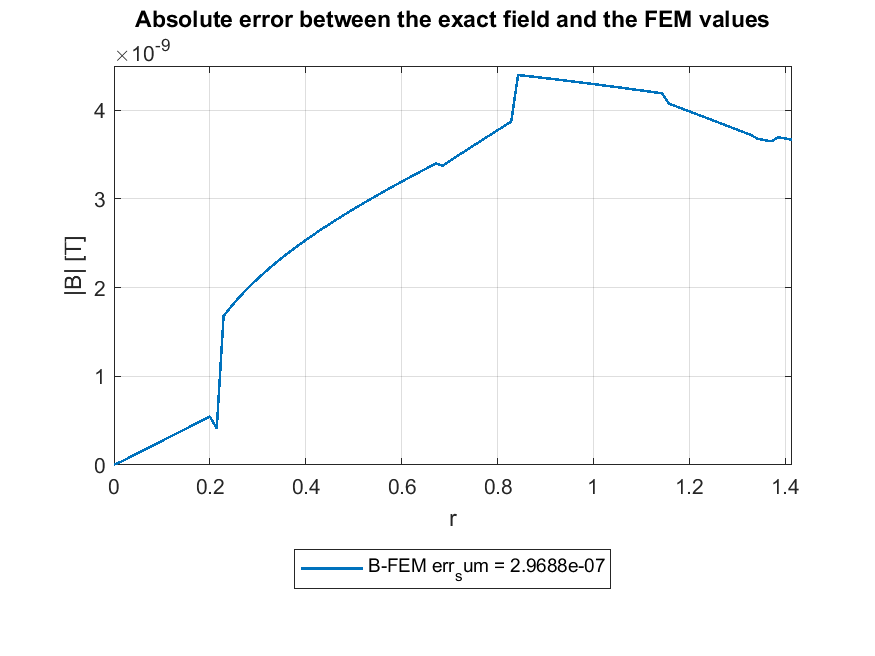 Absolute error between the exact field and the FEM values
×10-9
4
3
2
1
0
|B| [T]
0 0.2 0.4 0.6 0.8 1 1.2 1.4
r
B-FEM errsum = 2.9688e-07